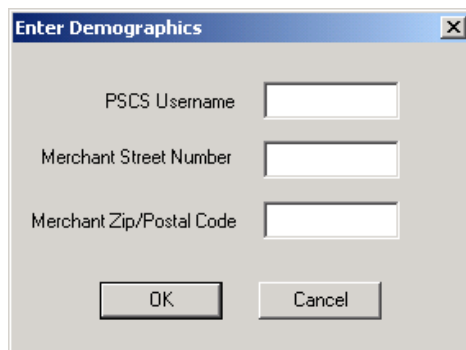 Enter Demographics
PSCS Username
Merchant Street Number
Merchant Zip/Postal Code
OK Cancel